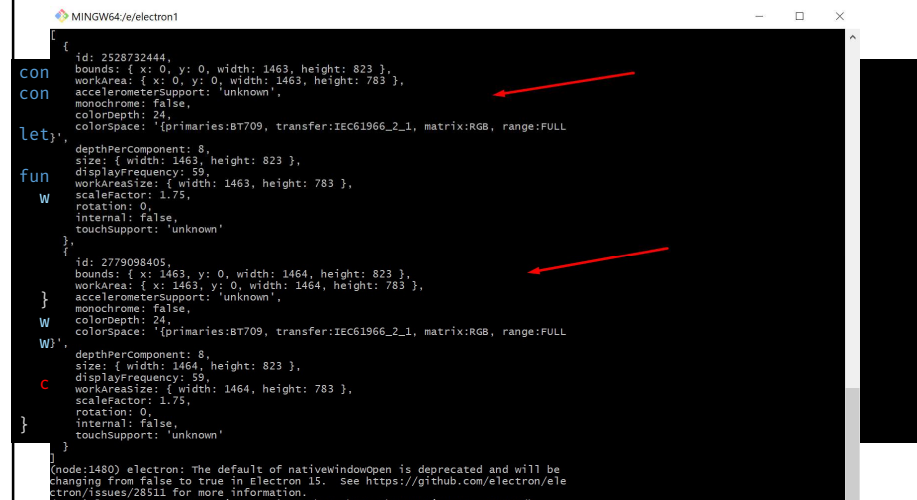 MINGW64:/e/electron1
[
{
id: 2528732444,
bounds: { x: 0, y: 0, width: 1463, height: 823 },
con
workArea: { x: 0, y: 0, width: 1463, height: 783 },
accelerometerSupport: 'unknown',
con
monochrome: false,
colorDepth: 24,
colorSpace: '{primaries:BT709, transfer:IEC61966_2_1, matrix:RGB, range:FULL
let
}',
depthPerComponent: 8,
size: { width: 1463, height: 823 },
displayFrequency: 59,
fun
workAreaSize: { width: 1463, height: 783 },
scaleFactor: 1.75,
w
rotation: 0,
internal: false,
touchSupport: 'unknown'
},
{
id: 2779098405,
bounds: { x: 1463, y: 0, width: 1464, height: 823 },
workArea: { x: 1463, y: 0, width: 1464, height: 783 },
accelerometerSupport: 'unknown',
}
monochrome: false,
colorDepth: 24,
w
colorSpace: '{primaries:BT709, transfer:IEC61966_2_1, matrix:RGB, range:FULL
w
}',
depthPerComponent: 8,
size: { width: 1464, height: 823 },
displayFrequency: 59,
c
workAreaSize: { width: 1464, height: 783 },
scaleFactor: 1.75,
rotation: 0,
}
internal: false,
touchSupport: 'unknown'
}
]
(node:1480) electron: The default of nativeWindowOpen is deprecated and will be
changing from false to true in Electron 15.  See https://github.com/electron/ele
ctron/issues/28511 for more information.